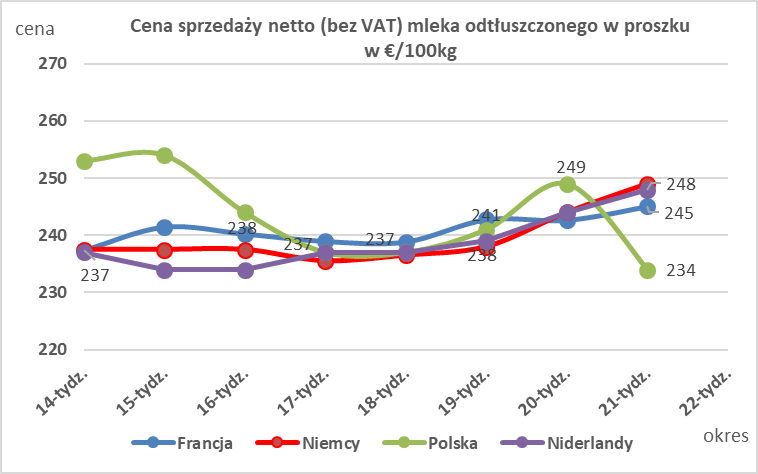 cena
Cena sprzedaży netto (bez VAT) mleka odtłuszczonego w proszku
w €/100kg
270
260
250
240
230
220
249
248
245
241
238
237
237
238
237
234
14-tydz.
15-tydz.
16-tydz.
17-tydz.
18-tydz.
19-tydz.
20-tydz.
21-tydz.
22-tydz.
okres
Francja Niemcy Polska Niderlandy